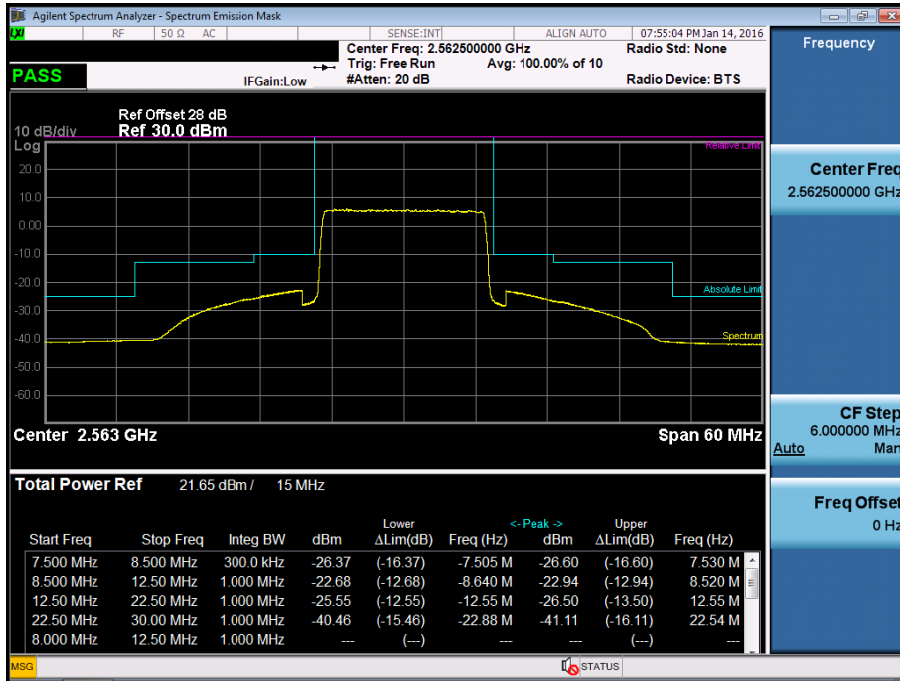 Agilent Spectrum Analyzer - Spectrum Emission Mask
LXI RF 50 Ω AC SENSE:INT ALIGN AUTO 07:55:04 PM Jan 14, 2016
Center Freq: 2.562500000 GHz Radio Std: None
Trig: Free Run Avg: 100.00% of 10
PASS IFGain:Low #Atten: 20 dB Radio Device: BTS
Ref Offset 28 dB
10 dB/div Ref 30.0 dBm
Log
Relative Limit
20.0
10.0
0.00
-10.0
-20.0
Absolute Limit
-30.0
-40.0
Spectrum
-50.0
-60.0
Center 2.563 GHz Span 60 MHz
Total Power Ref 21.65 dBm / 15 MHz
Lower <- Peak -> Upper
Start Freq Stop Freq Integ BW dBm ΔLim(dB) Freq (Hz) dBm ΔLim(dB) Freq (Hz)
7.500 MHz 8.500 MHz 300.0 kHz -26.37 (-16.37) -7.505 M -26.60 (-16.60) 7.530 M
8.500 MHz 12.50 MHz 1.000 MHz -22.68 (-12.68) -8.640 M -22.94 (-12.94) 8.520 M
12.50 MHz 22.50 MHz 1.000 MHz -25.55 (-12.55) -12.55 M -26.50 (-13.50) 12.55 M
22.50 MHz 30.00 MHz 1.000 MHz -40.46 (-15.46) -22.88 M -41.11 (-16.11) 22.54 M
8.000 MHz 12.50 MHz 1.000 MHz --- (---) --- --- (---) ---
MSG STATUS
Frequency
Center Freq
2.562500000 GHz
CF Step
6.000000 MHz
Auto Man
Freq Offset
0 Hz